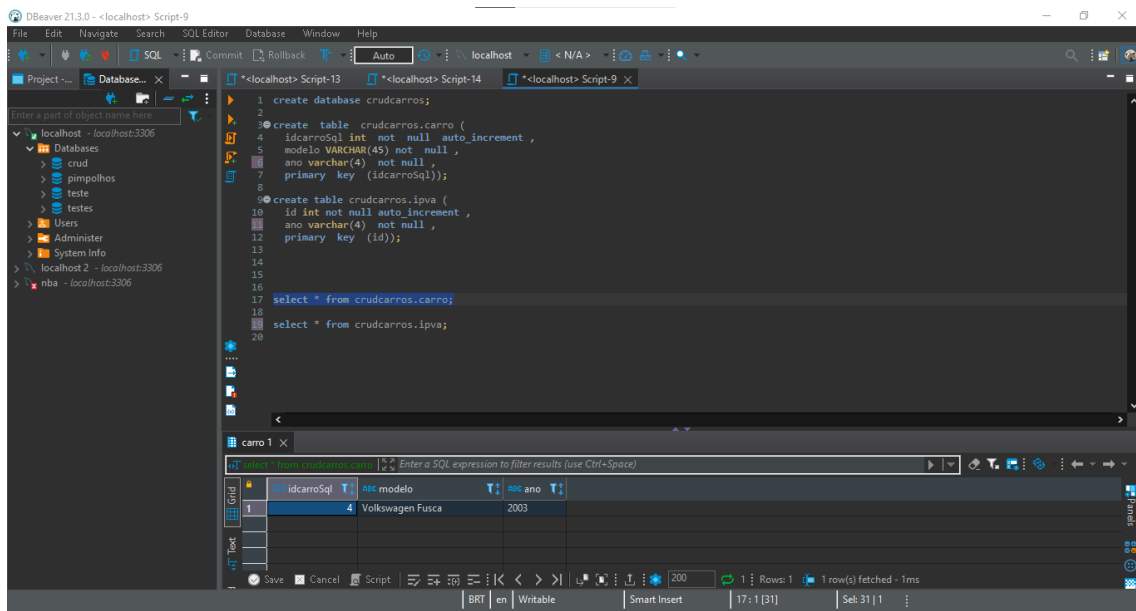 DBeaver 21.3.0 - <localhost> Script-9
File Edit Navigate Search SQL Editor Database Window Help
SQL Commit Rollback Auto localhost < N/A >
Project -... Database... *<localhost> Script-13 *<localhost> Script-14 *<localhost> Script-9
Enter a part of object name here
localhost - localhost:3306
Databases
crud
pimpolhos
teste
testes
Users
Administer
System Info
localhost 2 - localhost:3306
nba - localhost:3306
1 create database crudcarros;
2
3 create table crudcarros.carro (
4 idcarroSql int not null auto_increment ,
5 modelo VARCHAR(45) not null ,
6 ano varchar(4) not null ,
7 primary key (idcarroSql));
8
9 create table crudcarros.ipva (
10 id int not null auto_increment ,
11 ano varchar(4) not null ,
12 primary key (id));
13
14
15
16
17 select * from crudcarros.carro;
18
19 select * from crudcarros.ipva;
20
carro 1
select * from crudcarros.carro Enter a SQL expression to filter results (use Ctrl+Space)
Grid
Text
Panels
idcarroSql ABC modelo ABC ano
1 4 Volkswagen Fusca 2003
Save Cancel Script 200 1 Rows: 1 1 row(s) fetched - 1ms
BRT en Writable Smart Insert 17 : 1 [31] Sel: 31 | 1